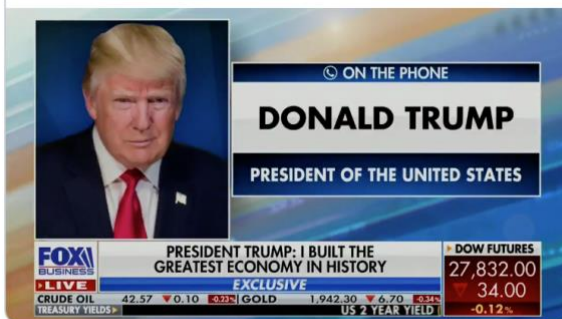 ON THE PHONE
DONALD TRUMP
PRESIDENT OF THE UNITED STATES
FOX
BUSINESS
LIVE
PRESIDENT TRUMP: I BUILT THE
GREATEST ECONOMY IN HISTORY
EXCLUSIVE
DOW FUTURES
27,832.00
▼ 34.00
-0.12%
CRUDE OIL 42.57 ▼0.10 -0.23% GOLD 1,942.30 ▼6.70 -0.34%
TREASURY YIELDS US 2 YEAR YIELD